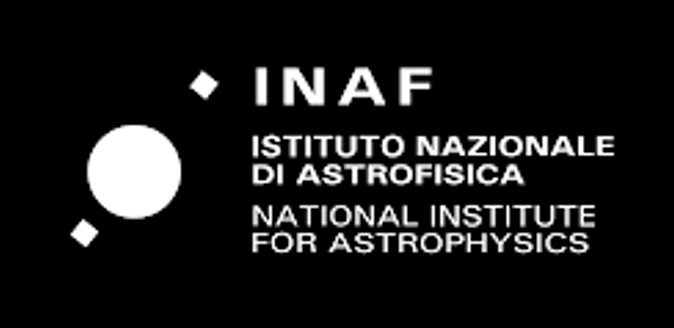 INAF
ISTITUTO NAZIONALE
DI ASTROFISICA
NATIONAL INSTITUTE
FOR ASTROPHYSICS